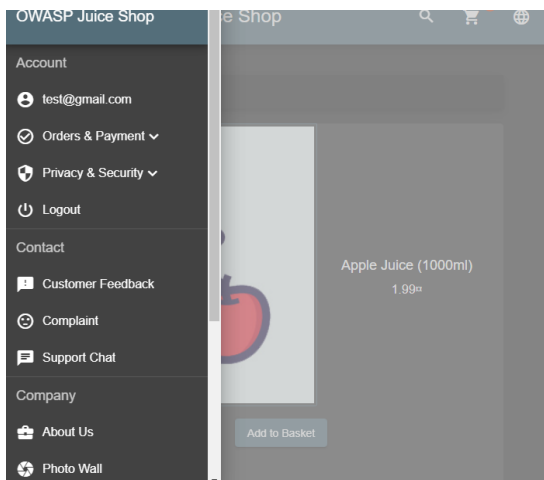 OWASP Juice Shop
e Shop
Account
test@gmail.com
Orders & Payment
Privacy & Security
Logout
Contact
Customer Feedback
Complaint
Support Chat
Company
About Us
Photo Wall
Apple Juice (1000ml)
1.99¤
Add to Basket